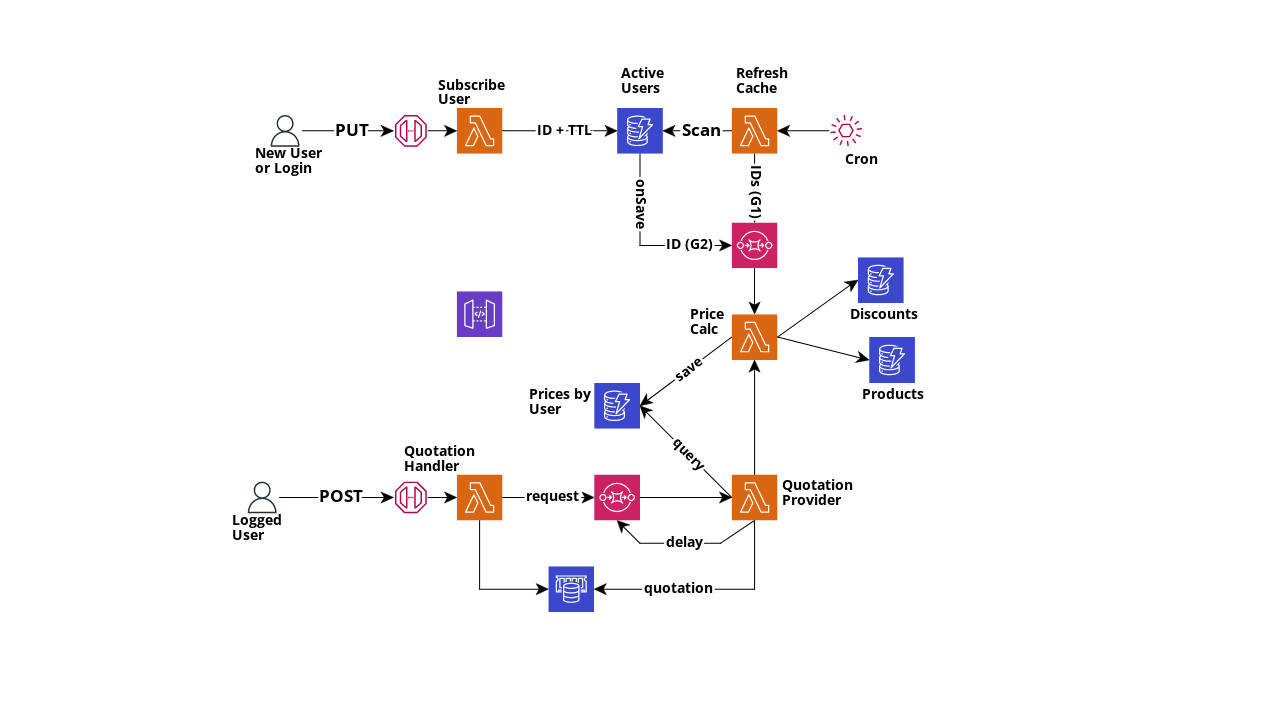 Active
Users
Refresh
Cache
Subscribe
User
PUT
ID + TTL
Scan
New User
or Login
Cron
onSave
IDs (G1)
ID (G2)
Discounts
Price
Calc
save
Products
Prices by
User
query
Quotation
Handler
Quotation
Provider
POST
request
Logged
User
delay
quotation